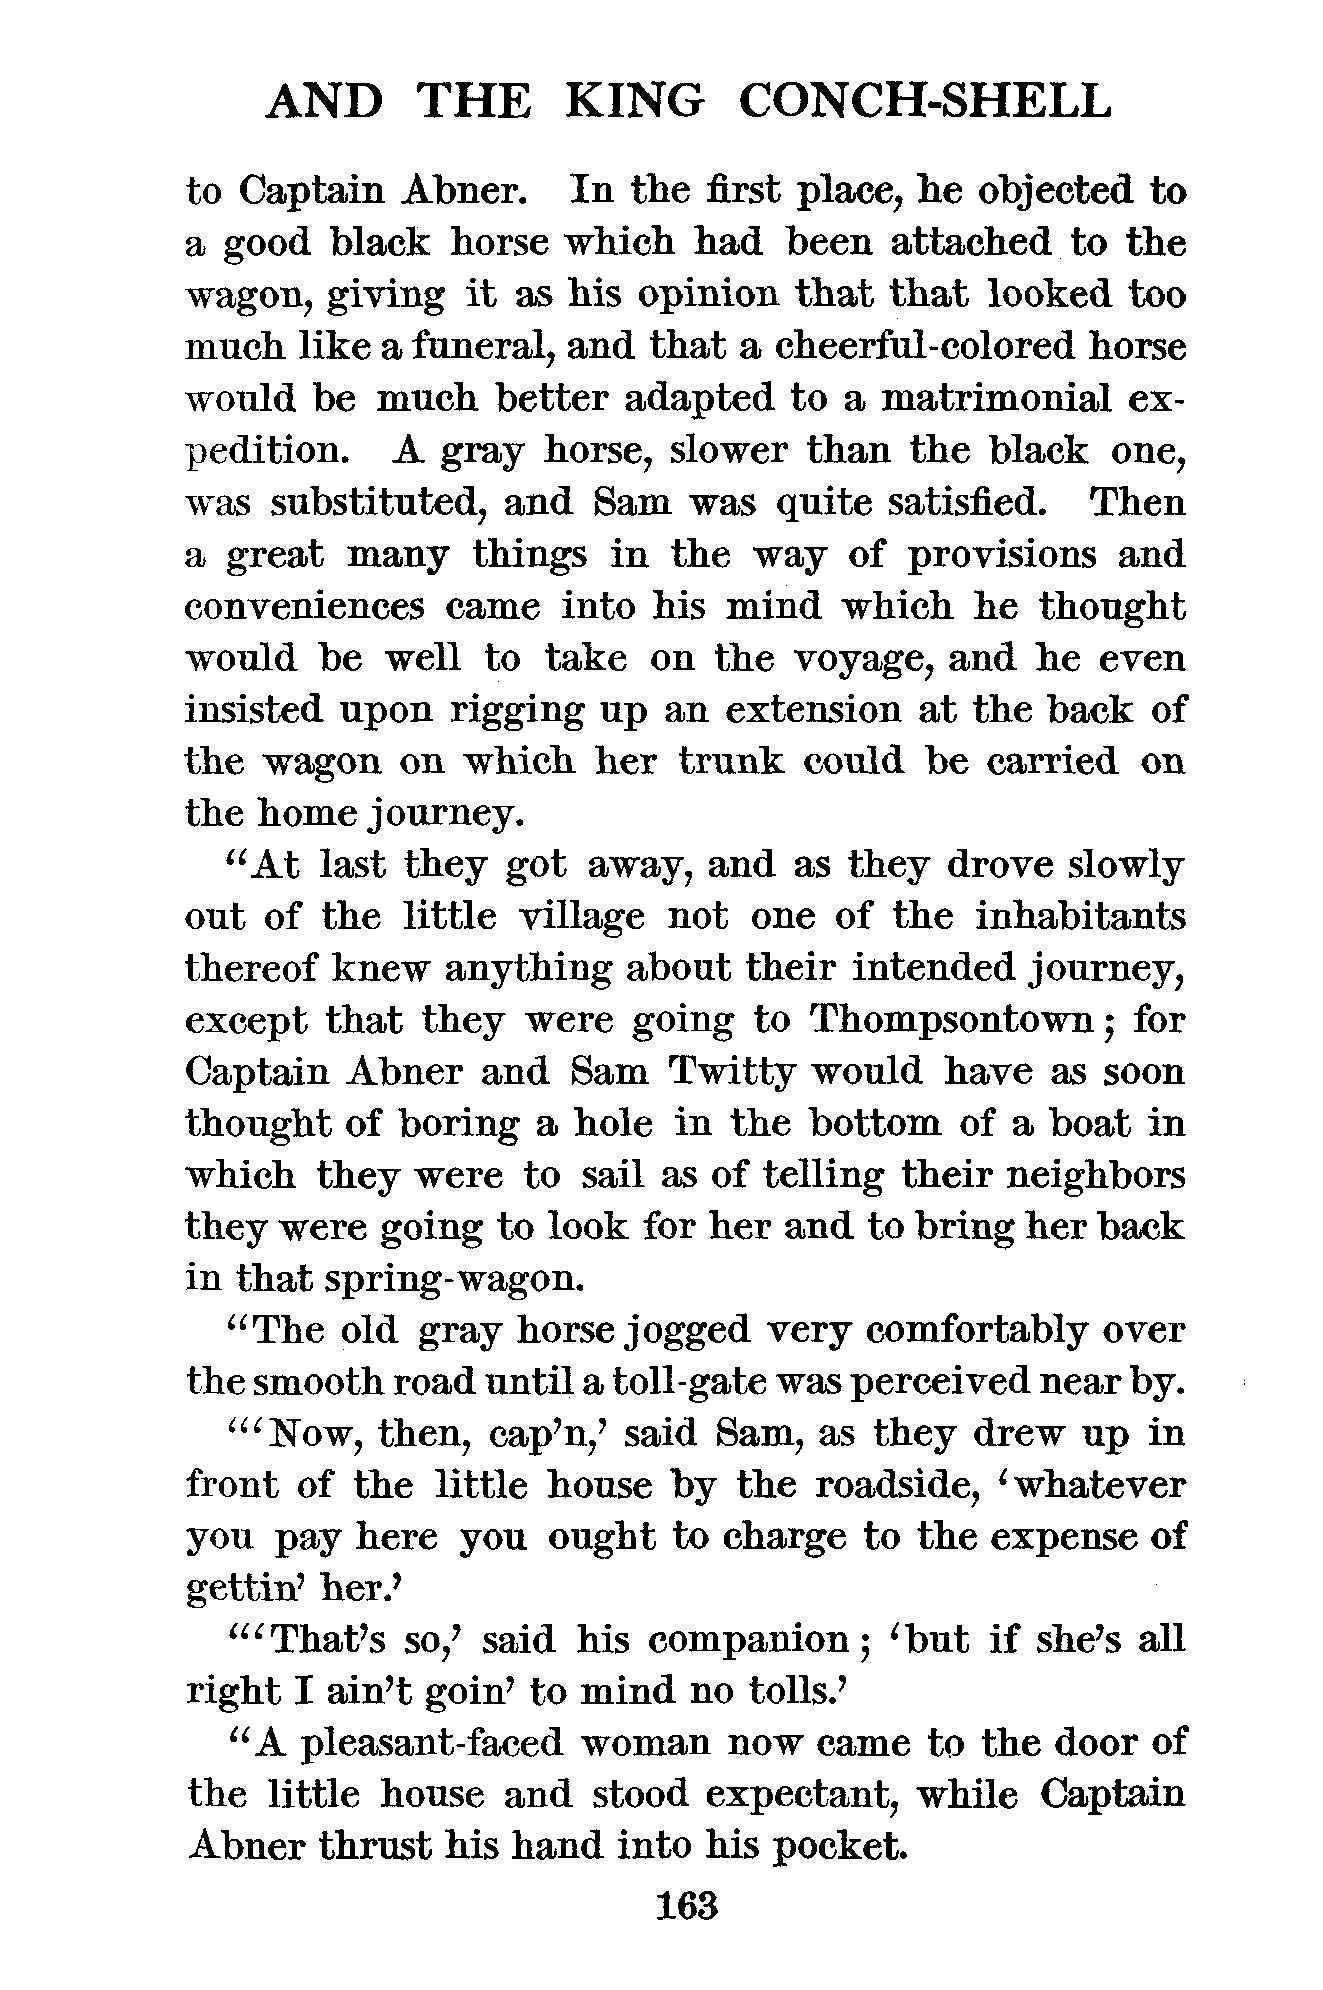 AND THE KING CONCH-SHELL
to Captain Abner. In the first place, he objected to
a good black horse which had been attached to the
wagon, giving it as his opinion that that looked too
much like a funeral, and that a cheerful-colored horse
would be much better adapted to a matrimonial ex-
pedition. A gray horse, slower than the black one,
was substituted, and Sam was quite satisfied. Then
a great many things in the way of provisions and
conveniences came into his mind which he thought
would be well to take on the voyage, and he even
insisted upon rigging up an extension at the back of
the wagon on which her trunk could be carried on
the home journey.
“At last they got away, and as they drove slowly
out of the little village not one of the inhabitants
thereof knew anything about their intended journey,
except that they were going to Thompsontown; for
Captain Abner and Sam Twitty would have as soon
thought of boring a hole in the bottom of a boat in
which they were to sail as of telling their neighbors
they were going to look for her and to bring her back
in that spring-wagon.
“The old gray horse jogged very comfortably over
the smooth road until a toll-gate was perceived near by.
“‘Now, then, cap’n,’ said Sam, as they drew up in
front of the little house by the roadside, ‘whatever
you pay here you ought to charge to the expense of
gettin’ her.’
“‘That’s so,’ said his companion; ‘but if she’s all
right I ain’t goin’ to mind no tolls.’
“A pleasant-faced woman now came to the door of
the little house and stood expectant, while Captain
Abner thrust his hand into his pocket.
163